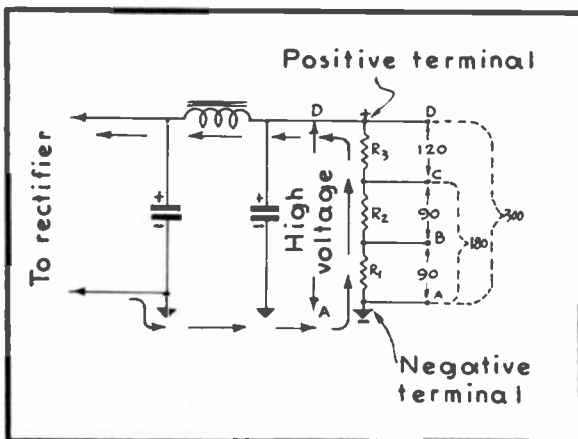 Positive terminal
To rectifier
+
-
+
-
D
High
voltage
A
+
D
R3
120
C
R2
90
180
300
B
R1
90
A
-
Negative
terminal